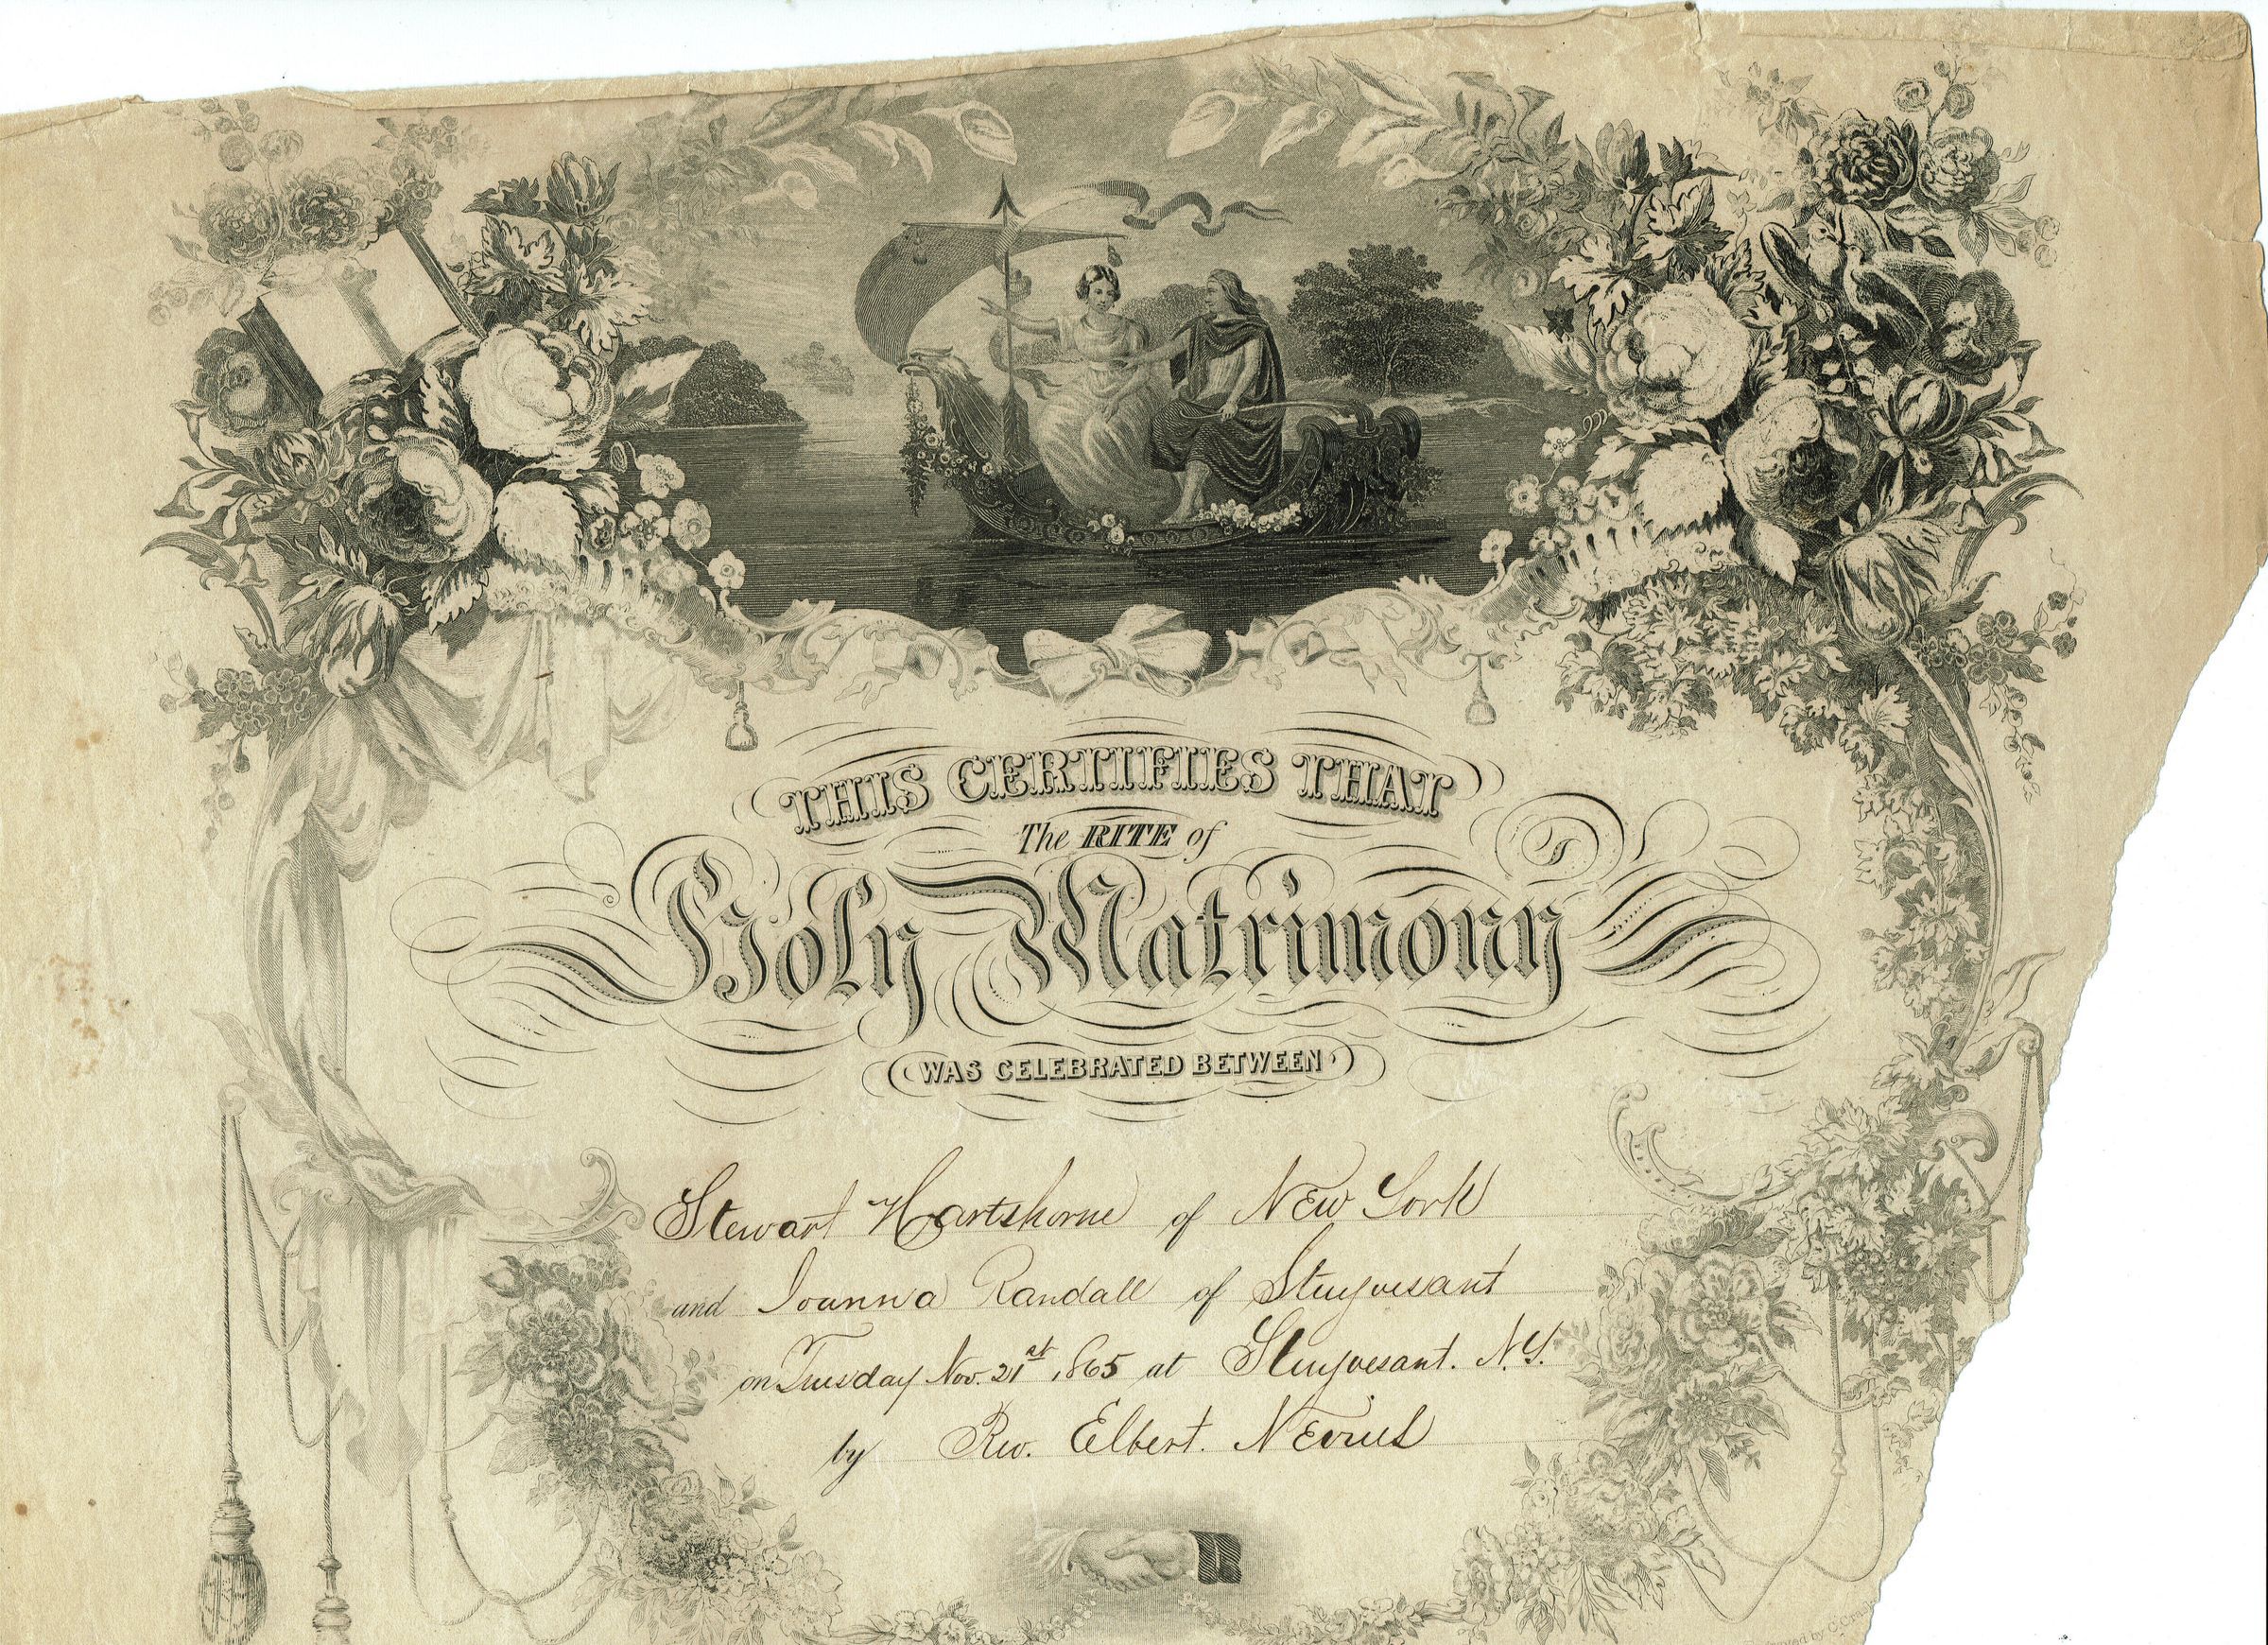 THIS CERTIFIES THAT
The RITE of
Holy Matrimony
WAS CELEBRATED BETWEEN
Stewart Hartshorne of New York
and Joanna Randall of Stuyvesant
on Tuesday Nov. 21st, 1865 at Stuyvesant. N.Y.
by Rev. Elbert. Nevius
by C.